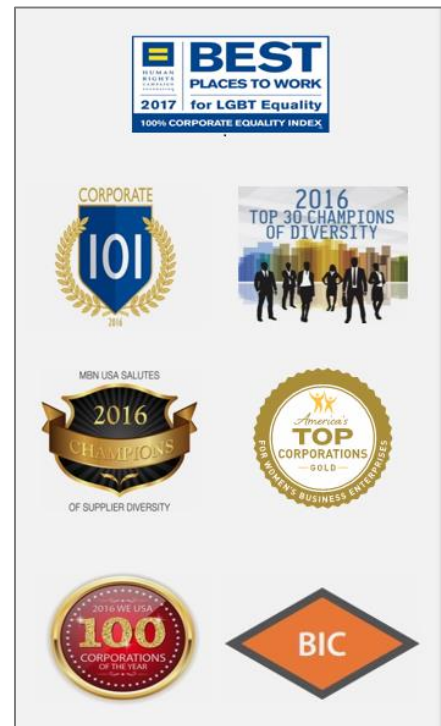 HUMAN
RIGHTS
CAMPAIGN
FOUNDATION
BEST
PLACES TO WORK
2017 for LGBT Equality
100% CORPORATE EQUALITY INDEX
CORPORATE
101
2016
2016
TOP 30 CHAMPIONS
OF DIVERSITY
MBN USA SALUTES
2016
CHAMPIONS
OF SUPPLIER DIVERSITY
America's
TOP
CORPORATIONS
GOLD
FOR WOMEN'S BUSINESS ENTERPRISES
2016 WE USA
100
CORPORATIONS
OF THE YEAR
BIC